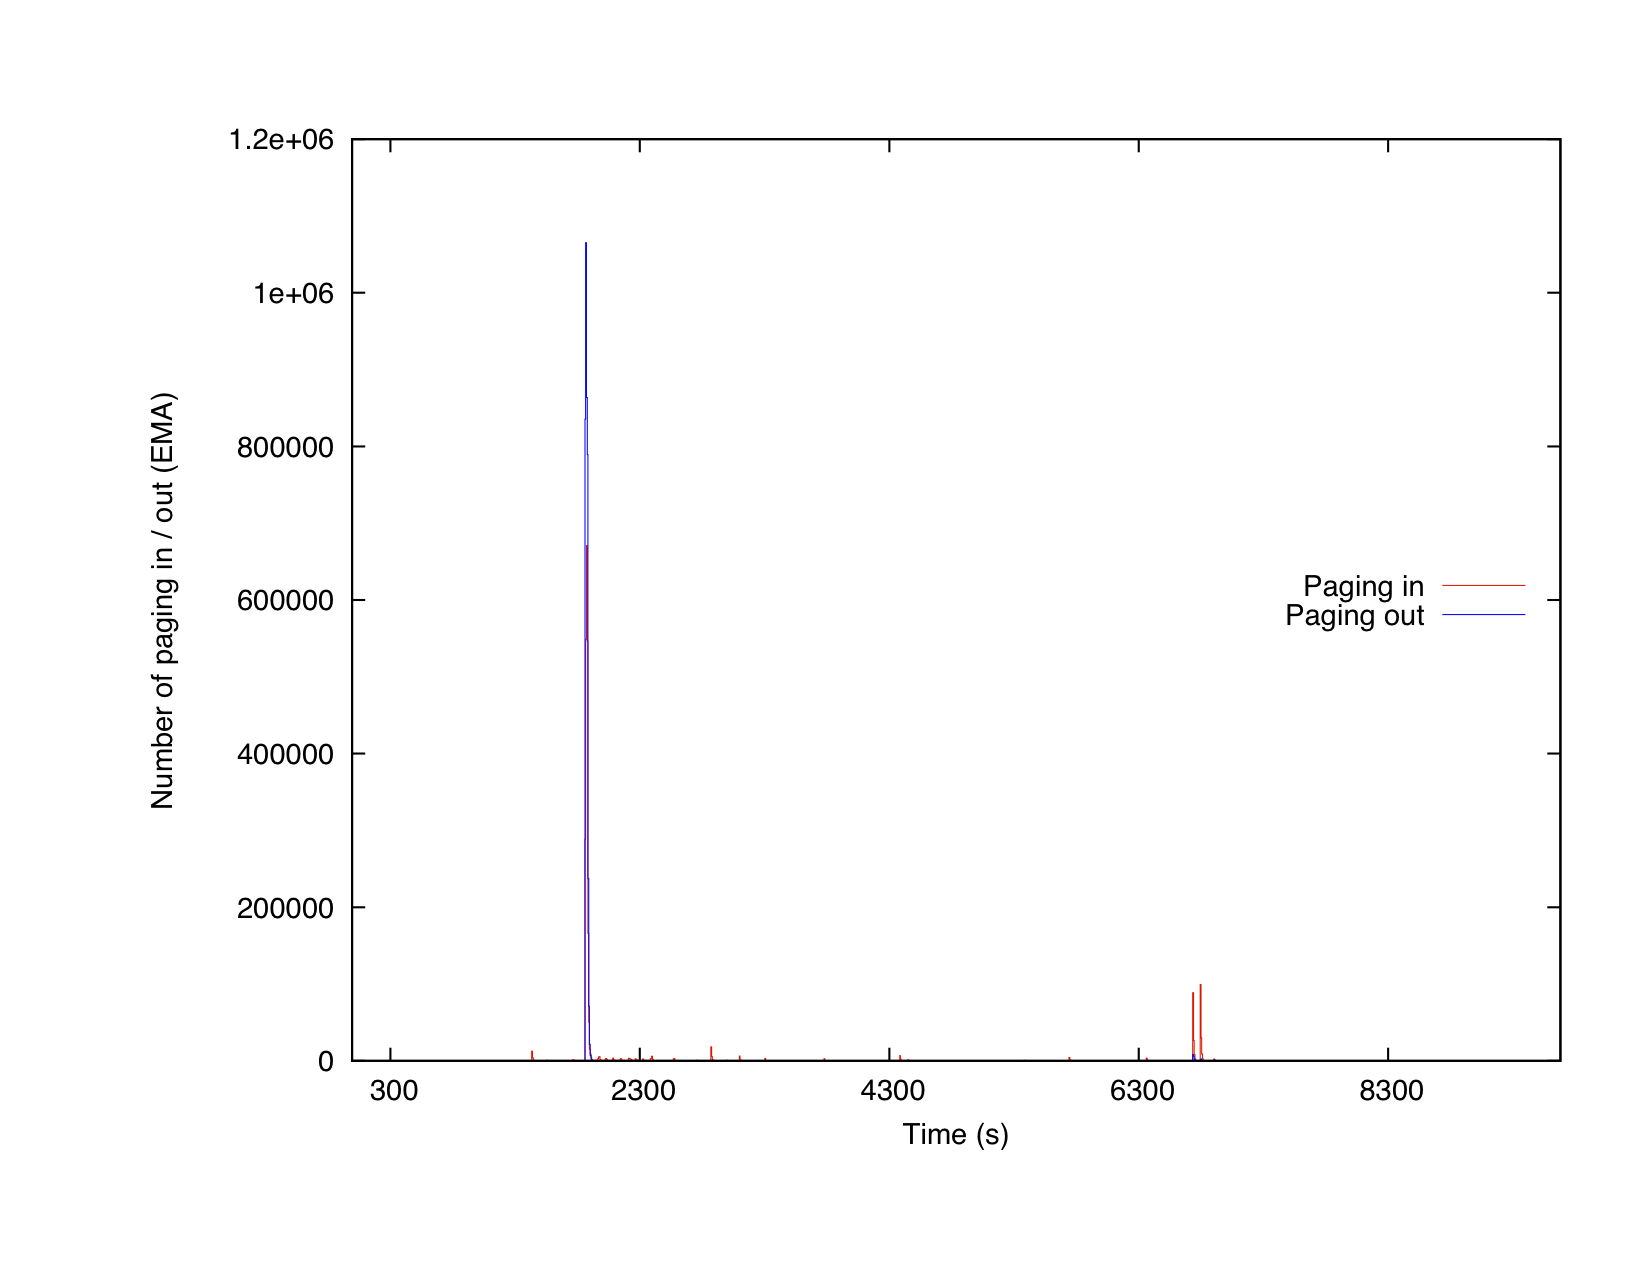 1.2e+06
1e+06
800000
600000
400000
200000
0
Number of paging in / out (EMA)
Paging in
Paging out
300 2300 4300 6300 8300
Time (s)